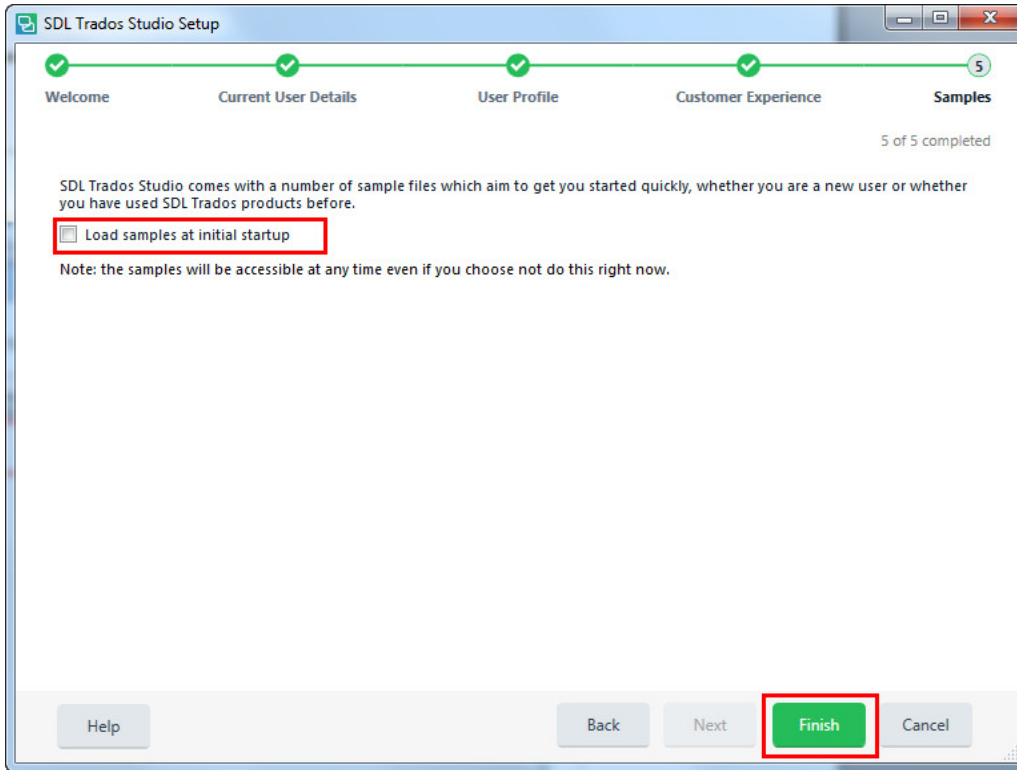 SDL Trados Studio Setup
5
Welcome
Current User Details
User Profile
Customer Experience
Samples
5 of 5 completed
SDL Trados Studio comes with a number of sample files which aim to get you started quickly, whether you are a new user or whether
you have used SDL Trados products before.
Load samples at initial startup
Note: the samples will be accessible at any time even if you choose not do this right now.
Help
Back
Next
Finish
Cancel